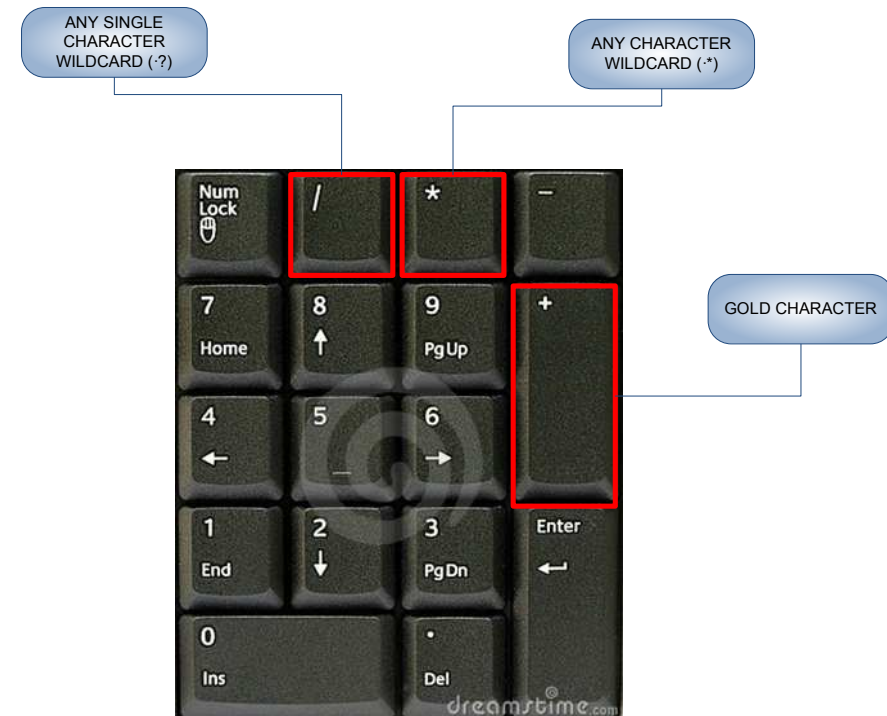 ANY SINGLE
CHARACTER
WILDCARD (·?)
ANY CHARACTER
WILDCARD (·*)
Num
Lock
/
*
-
7
Home
8
↑
9
PgUp
+
GOLD CHARACTER
4
←
5
_
6
→
1
End
2
↓
3
PgDn
Enter
↵
0
Ins
.
Del
dreamstime.com